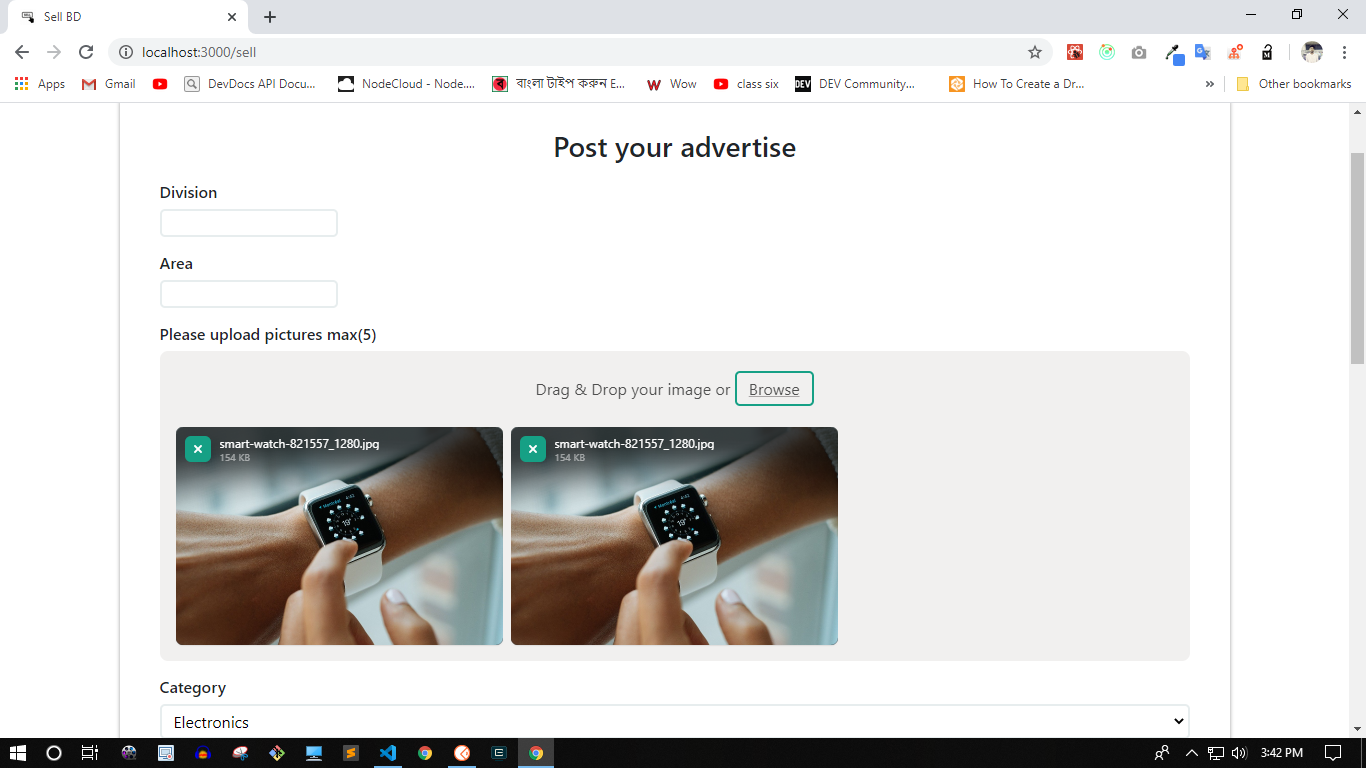 Sell BD
localhost:3000/sell
Apps
Gmail
DevDocs API Docu...
NodeCloud - Node....
বাংলা টাইপ করুন E...
Wow
class six
DEV
DEV Community...
How To Create a Dr...
»
Other bookmarks
Post your advertise
Division
Area
Please upload pictures max(5)
Drag & Drop your image or Browse
smart-watch-821557_1280.jpg
154 KB
smart-watch-821557_1280.jpg
154 KB
Category
Electronics
3:42 PM